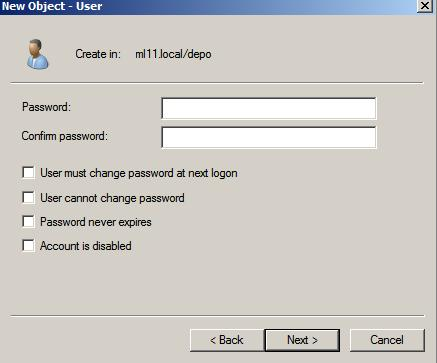 New Object - User
Create in: ml11.local/depo
Password:
Confirm password:
User must change password at next logon
User cannot change password
Password never expires
Account is disabled
< Back Next > Cancel